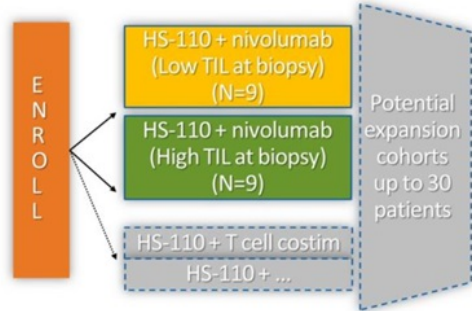 ENROLL
HS-110 + nivolumab
(Low TIL at biopsy)
(N=9)
HS-110 + nivolumab
(High TIL at biopsy)
(N=9)
HS-110 + T cell costim
HS-110 + ...
Potential
expansion
cohorts
up to 30
patients